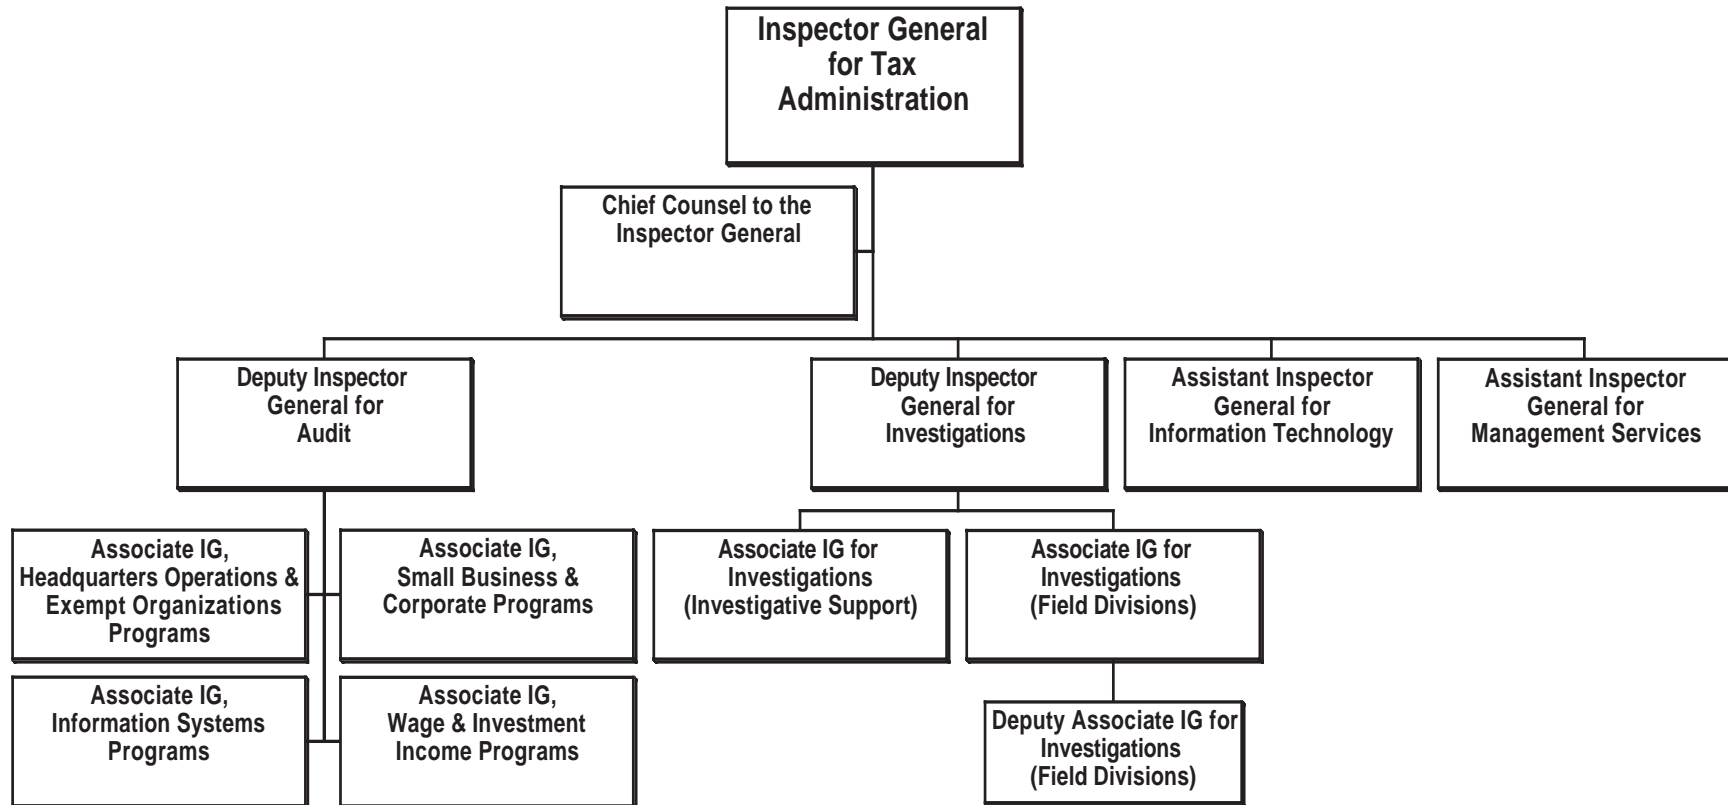 Inspector General
for Tax
Administration
Chief Counsel to the
Inspector General
Deputy Inspector
General for
Audit
Deputy Inspector
General for
Investigations
Assistant Inspector
General for
Information Technology
Assistant Inspector
General for
Management Services
Associate IG,
Headquarters Operations &
Exempt Organizations
Programs
Associate IG,
Small Business &
Corporate Programs
Associate IG for
Investigations
(Investigative Support)
Associate IG for
Investigations
(Field Divisions)
Associate IG,
Information Systems
Programs
Associate IG,
Wage & Investment
Income Programs
Deputy Associate IG for
Investigations
(Field Divisions)